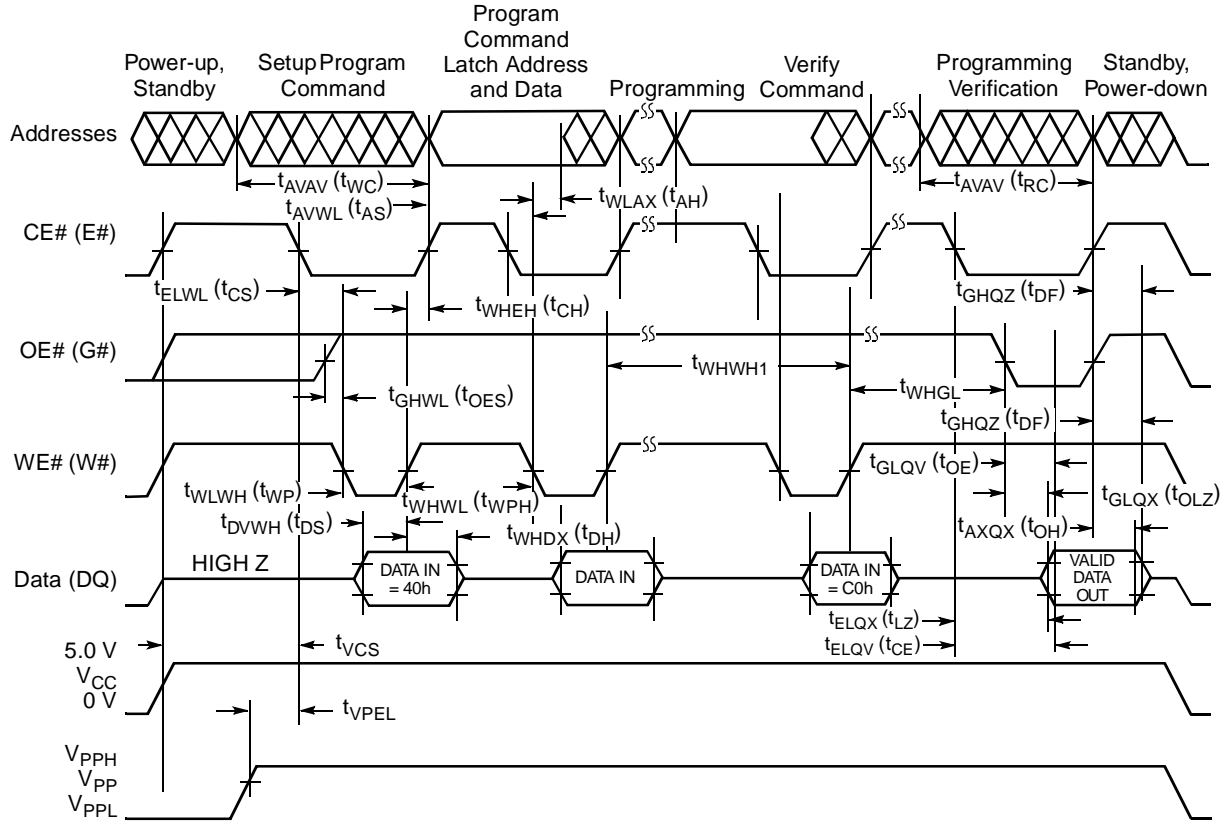 Power-up,
Standby
Setup Program
Command
Program
Command
Latch Address
and Data
Programming
Verify
Command
Programming
Verification
Standby,
Power-down
Addresses
tAVAV (tWC)
tAVWL (tAS)
tWLAX (tAH)
tAVAV (tRC)
CE# (E#)
tELWL (tCS)
tWHEH (tCH)
tGHQZ (tDF)
OE# (G#)
tWHWH1
tWHGL
tGHWL (tOES)
tGHQZ (tDF)
WE# (W#)
tGLQV (tOE)
tWLWH (tWP)
tWHWL (tWPH)
tGLQX (tOLZ)
tDVWH (tDS)
tWHDX (tDH)
tAXQX (tOH)
Data (DQ)
HIGH Z
DATA IN
= 40h
DATA IN
DATA IN
= C0h
VALID
DATA
OUT
tELQX (tLZ)
tELQV (tCE)
5.0 V
VCC
0 V
tVCS
tVPEL
VPPH
VPP
VPPL